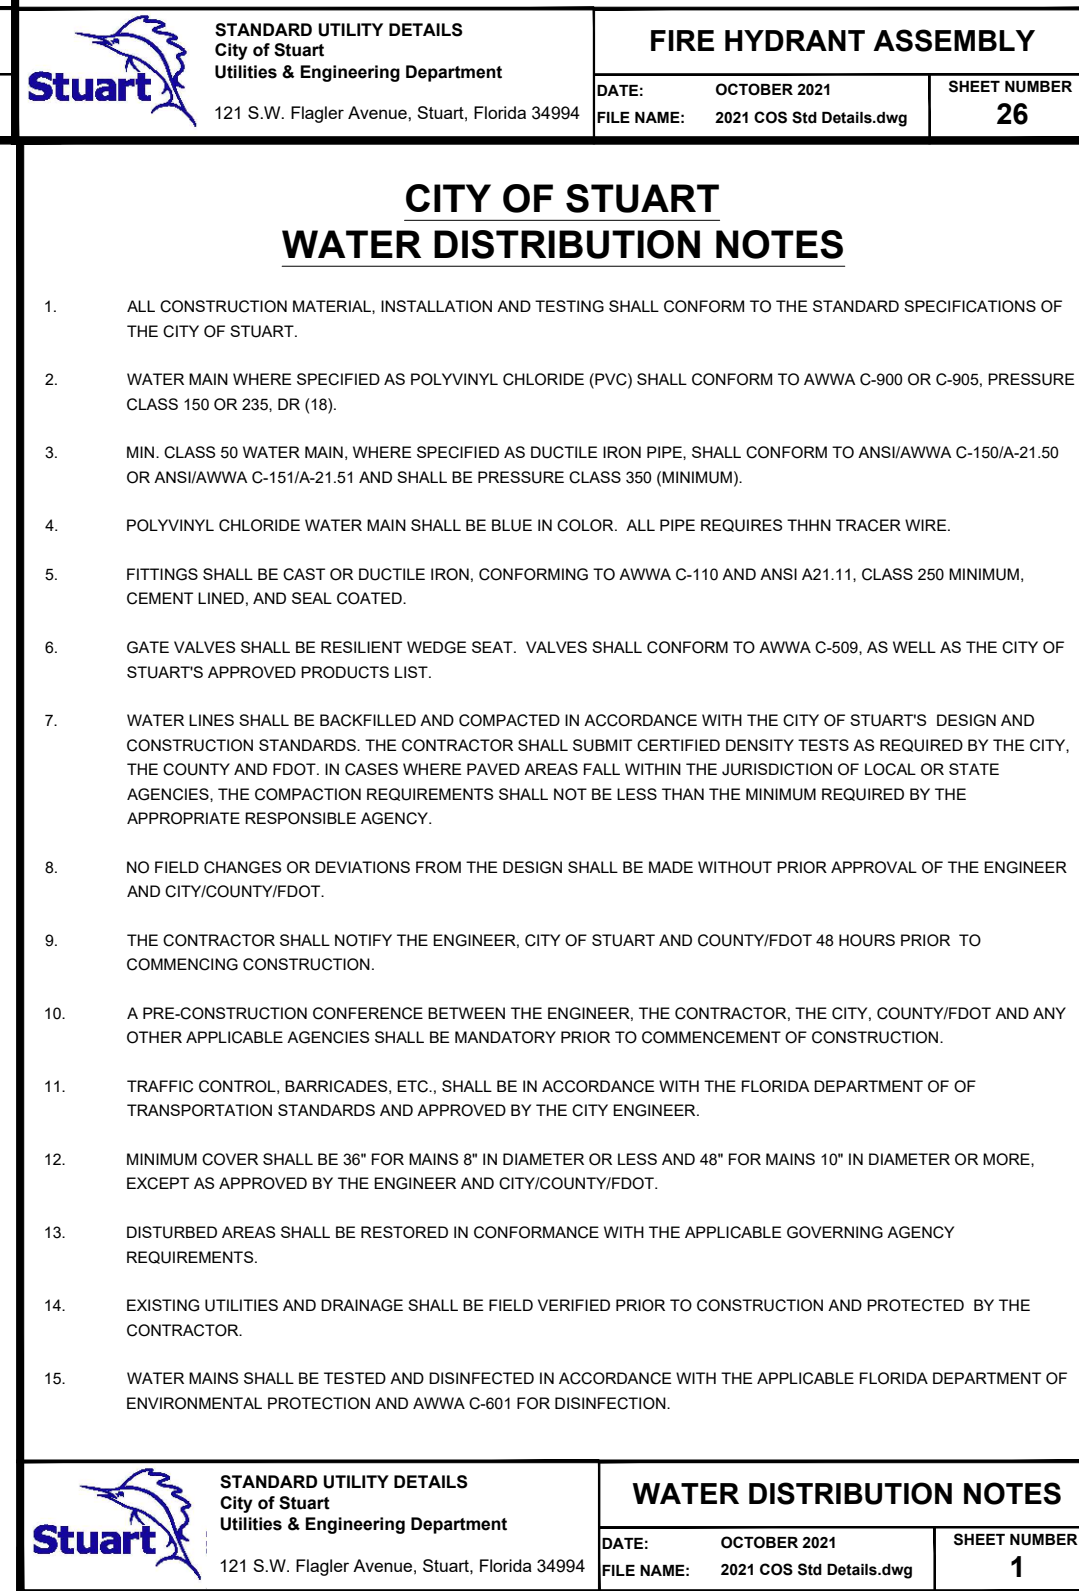 Stuart
STANDARD UTILITY DETAILS
City of Stuart
Utilities & Engineering Department
121 S.W. Flagler Avenue, Stuart, Florida 34994
FIRE HYDRANT ASSEMBLY
DATE: OCTOBER 2021
FILE NAME: 2021 COS Std Details.dwg
SHEET NUMBER
26
CITY OF STUART
WATER DISTRIBUTION NOTES
1. ALL CONSTRUCTION MATERIAL, INSTALLATION AND TESTING SHALL CONFORM TO THE STANDARD SPECIFICATIONS OF
THE CITY OF STUART.
2. WATER MAIN WHERE SPECIFIED AS POLYVINYL CHLORIDE (PVC) SHALL CONFORM TO AWWA C-900 OR C-905, PRESSURE
CLASS 150 OR 235, DR (18).
3. MIN. CLASS 50 WATER MAIN, WHERE SPECIFIED AS DUCTILE IRON PIPE, SHALL CONFORM TO ANSI/AWWA C-150/A-21.50
OR ANSI/AWWA C-151/A-21.51 AND SHALL BE PRESSURE CLASS 350 (MINIMUM).
4. POLYVINYL CHLORIDE WATER MAIN SHALL BE BLUE IN COLOR. ALL PIPE REQUIRES THHN TRACER WIRE.
5. FITTINGS SHALL BE CAST OR DUCTILE IRON, CONFORMING TO AWWA C-110 AND ANSI A21.11, CLASS 250 MINIMUM,
CEMENT LINED, AND SEAL COATED.
6. GATE VALVES SHALL BE RESILIENT WEDGE SEAT. VALVES SHALL CONFORM TO AWWA C-509, AS WELL AS THE CITY OF
STUART'S APPROVED PRODUCTS LIST.
7. WATER LINES SHALL BE BACKFILLED AND COMPACTED IN ACCORDANCE WITH THE CITY OF STUART'S DESIGN AND
CONSTRUCTION STANDARDS. THE CONTRACTOR SHALL SUBMIT CERTIFIED DENSITY TESTS AS REQUIRED BY THE CITY,
THE COUNTY AND FDOT. IN CASES WHERE PAVED AREAS FALL WITHIN THE JURISDICTION OF LOCAL OR STATE
AGENCIES, THE COMPACTION REQUIREMENTS SHALL NOT BE LESS THAN THE MINIMUM REQUIRED BY THE
APPROPRIATE RESPONSIBLE AGENCY.
8. NO FIELD CHANGES OR DEVIATIONS FROM THE DESIGN SHALL BE MADE WITHOUT PRIOR APPROVAL OF THE ENGINEER
AND CITY/COUNTY/FDOT.
9. THE CONTRACTOR SHALL NOTIFY THE ENGINEER, CITY OF STUART AND COUNTY/FDOT 48 HOURS PRIOR TO
COMMENCING CONSTRUCTION.
10. A PRE-CONSTRUCTION CONFERENCE BETWEEN THE ENGINEER, THE CONTRACTOR, THE CITY, COUNTY/FDOT AND ANY
OTHER APPLICABLE AGENCIES SHALL BE MANDATORY PRIOR TO COMMENCEMENT OF CONSTRUCTION.
11. TRAFFIC CONTROL, BARRICADES, ETC., SHALL BE IN ACCORDANCE WITH THE FLORIDA DEPARTMENT OF OF
TRANSPORTATION STANDARDS AND APPROVED BY THE CITY ENGINEER.
12. MINIMUM COVER SHALL BE 36" FOR MAINS 8" IN DIAMETER OR LESS AND 48" FOR MAINS 10" IN DIAMETER OR MORE,
EXCEPT AS APPROVED BY THE ENGINEER AND CITY/COUNTY/FDOT.
13. DISTURBED AREAS SHALL BE RESTORED IN CONFORMANCE WITH THE APPLICABLE GOVERNING AGENCY
REQUIREMENTS.
14. EXISTING UTILITIES AND DRAINAGE SHALL BE FIELD VERIFIED PRIOR TO CONSTRUCTION AND PROTECTED BY THE
CONTRACTOR.
15. WATER MAINS SHALL BE TESTED AND DISINFECTED IN ACCORDANCE WITH THE APPLICABLE FLORIDA DEPARTMENT OF
ENVIRONMENTAL PROTECTION AND AWWA C-601 FOR DISINFECTION.
Stuart
STANDARD UTILITY DETAILS
City of Stuart
Utilities & Engineering Department
121 S.W. Flagler Avenue, Stuart, Florida 34994
WATER DISTRIBUTION NOTES
DATE: OCTOBER 2021
FILE NAME: 2021 COS Std Details.dwg
SHEET NUMBER
1